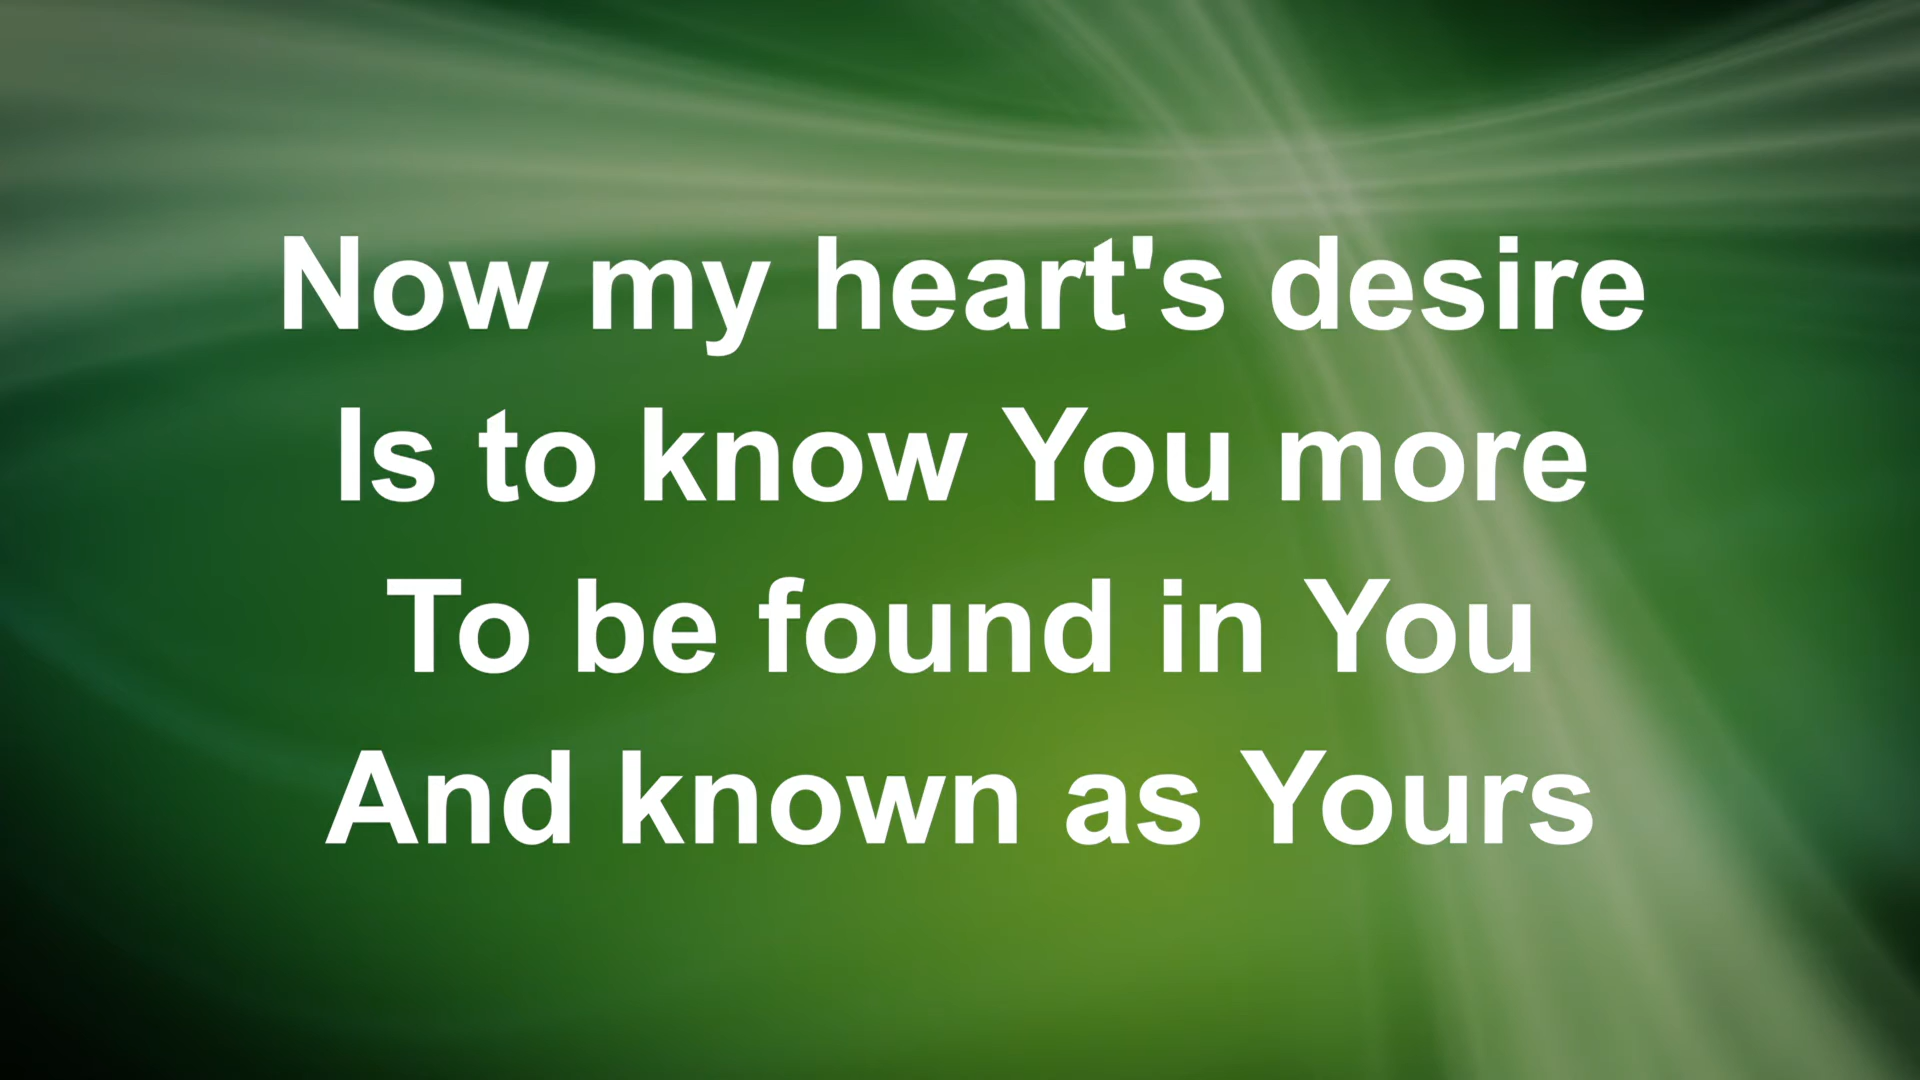 Now my heart's desire
Is to know You more
To be found in You
And known as Yours